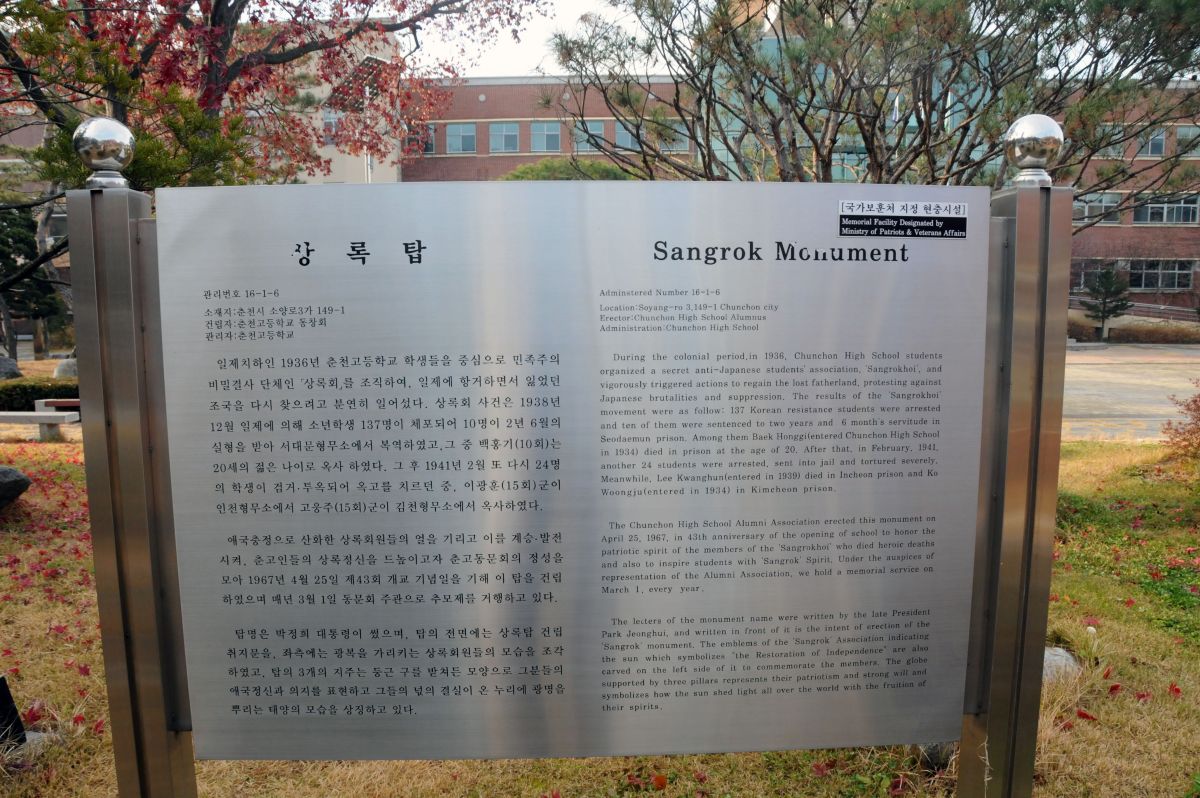 [국가보훈처 지정 현충시설]
Memorial Facility Designated by
Ministry of Patriots & Veterans Affairs
상 록 탑
관리번호 16-1-6
소재지:춘천시 소양로3가 149-1
건립자:춘천고등학교 동창회
관리자:춘천고등학교
일제치하인 1936년 춘천고등학교 학생들을 중심으로 민족주의
비밀결사 단체인 「상록회」를 조직하여, 일제에 항거하면서 잃었던
조국을 다시 찾으려고 분연히 일어섰다. 상록회 사건은 1938년
12월 일제에 의해 소년학생 137명이 체포되어 10명이 2년 6월의
실형을 받아 서대문형무소에서 복역하였고.그 중 백흥기(10회)는
20세의 젊은 나이로 옥사 하였다. 그 후 1941년 2월 또 다시 24명
의 학생이 검거·투옥되어 옥고를 치르던 중, 이광훈(15회)군이
인천형무소에서 고웅주(15회)군이 김천형무소에서 옥사하였다.
애국충정으로 산화한 상록회원들의 얼을 기리고 이를 계승·발전
시켜, 춘고인들의 상록정신을 드높이고자 춘고동문회의 정성을
모아 1967년 4월 25일 제43회 개교 기념일을 기해 이 탑을 건립
하였으며 매년 3월 1일 동문회 주관으로 추모제를 거행하고 있다.
탑명은 박정희 대통령이 썼으며, 탑의 전면에는 상록탑 건립
취지문을, 좌측에는 광복을 가리키는 상록회원들의 모습을 조각
하였고, 탑의 3개의 지주는 둥근 구를 받쳐든 모양으로 그분들의
애국정신과 의지를 표현하고 그들의 넋의 결실이 온 누리에 광명을
뿌리는 태양의 모습을 상징하고 있다.
Sangrok Monument
Adminstered Number 16-1-6
Location:Soyang-ro 3,149-1 Chunchon city
Erector:Chunchon High School Alumnus
Administration:Chunchon High School
During the colonial period,in 1936, Chunchon High School students
organized a secret anti-Japanese students' association, 'Sangrokhoi', and
vigorously triggered actions to regain the lost fatherland, protesting against
Japanese brutalities and suppression. The results of the 'Sangrokhoi'
movement were as follow: 137 Korean resistance students were arrested
and ten of them were sentenced to two years and 6 month's servitude in
Seodaemun prison. Among them Baek Honggi(entered Chunchon High School
in 1934) died in prison at the age of 20. After that, in February, 1941,
another 24 students were arrested, sent into jail and tortured severely.
Meanwhile, Lee Kwanghun(entered in 1939) died in Incheon prison and Ko
Woongju(entered in 1934) in Kimcheon prison.
The Chunchon High School Alumni Association erected this monument on
April 25, 1967, in 43th anniversary of the opening of school to honor the
patriotic spirit of the members of the 'Sangrokhoi' who died heroic deaths
and also to inspire students with 'Sangrok' Spirit. Under the auspices of
representation of the Alumni Association, we hold a memorial service on
March 1, every year.
The letters of the monument name were written by the late President
Park Jeonghui, and written in front of it is the intent of erection of the
'Sangrok' monument. The emblems of the 'Sangrok' Association indicating
the sun which symbolizes "the Restoration of Independence" are also
carved on the left side of it to commemorate the members. The globe
supported by three pillars represents their patriotism and strong will and
symbolizes how the sun shed light all over the world with the fruition of
their spirits.